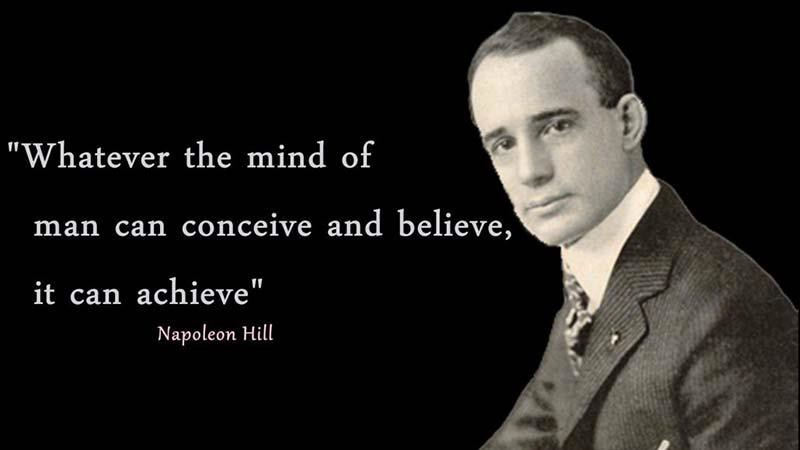 "Whatever the mind of
man can conceive and believe,
it can achieve"
Napoleon Hill